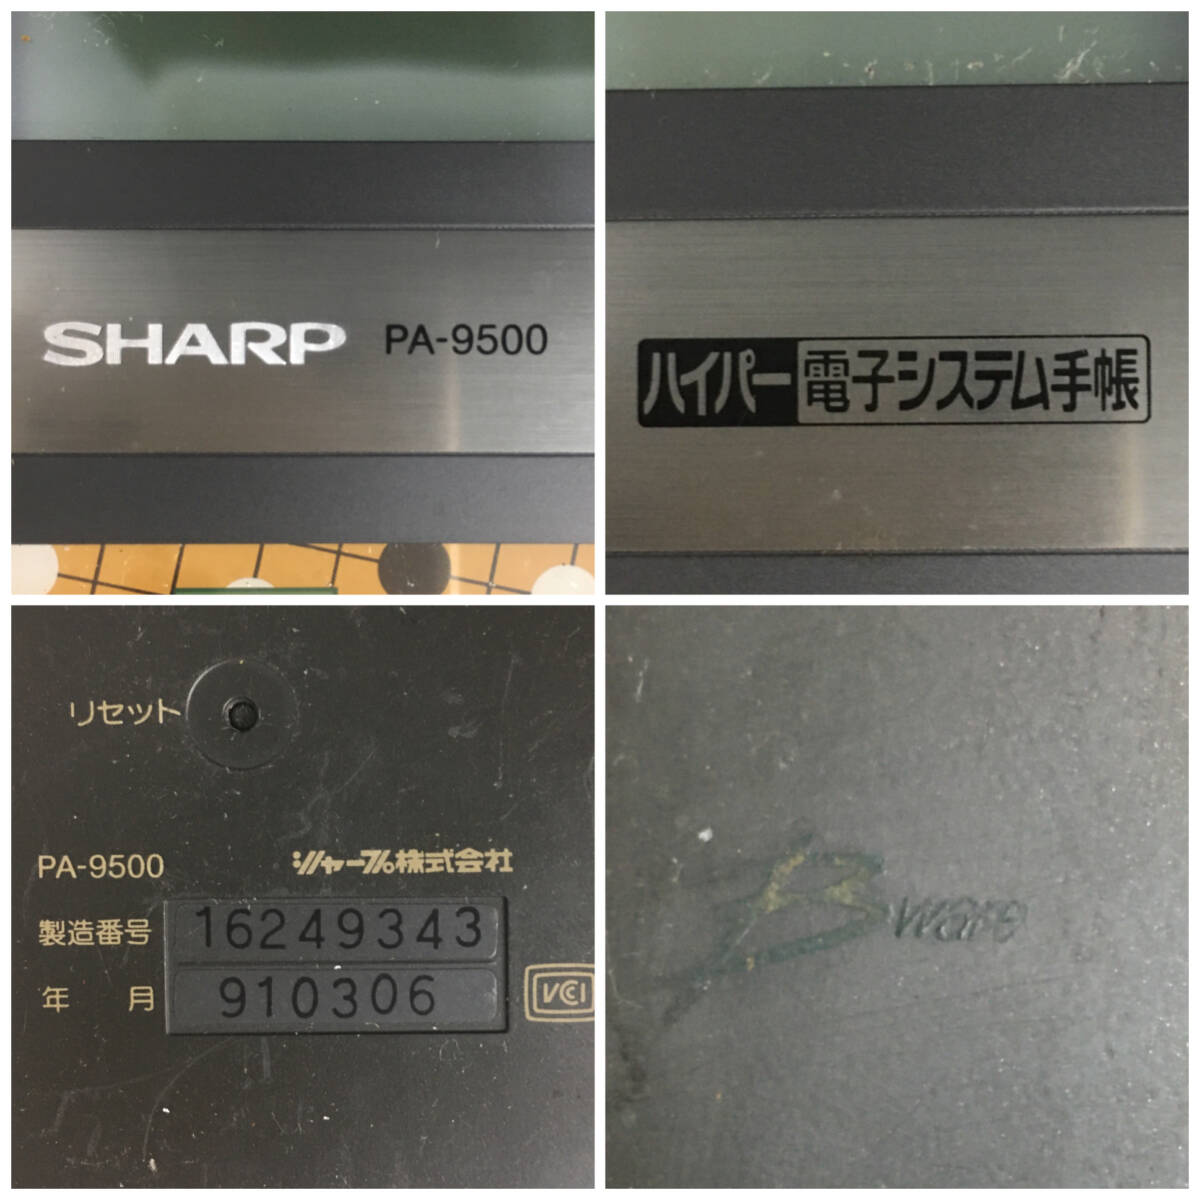 SHARP PA-9500
ハイパー電子システム手帳
リセット
PA-9500 シャープ株式会社
製造番号 16249343
年 月 910306
VCCI
Bware